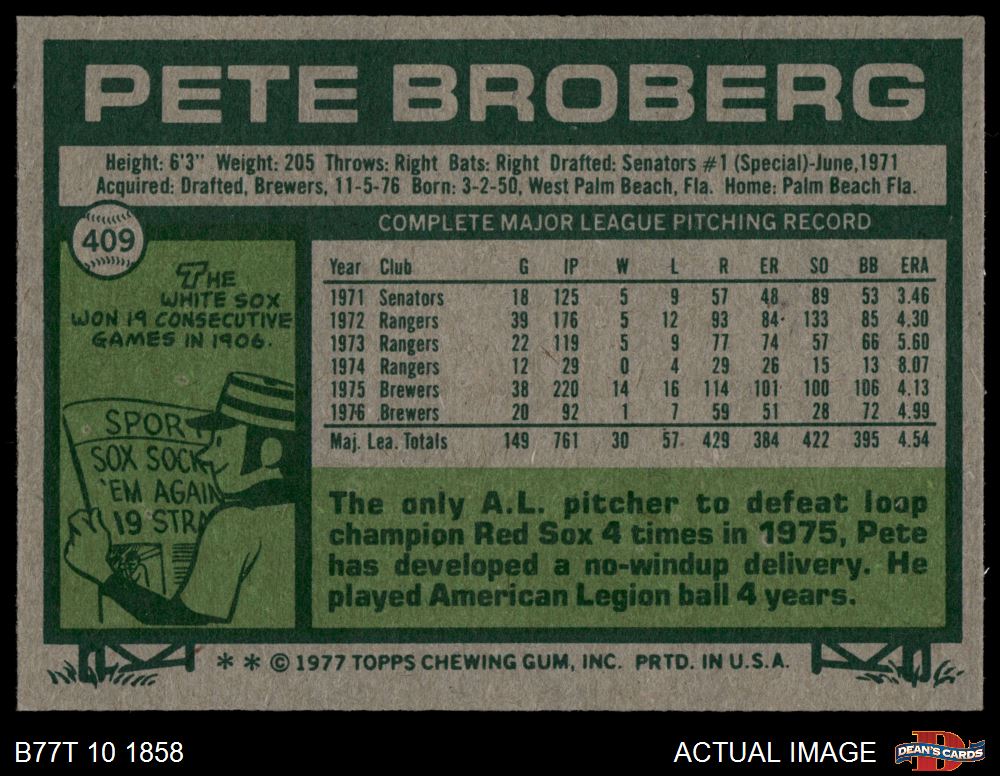 PETE BROBERG
Height: 6'3" Weight: 205 Throws: Right Bats: Right Drafted: Senators #1 (Special)-June,1971
Acquired: Drafted, Brewers, 11-5-76 Born: 3-2-50, West Palm Beach, Fla. Home: Palm Beach Fla.
409
THE
WHITE SOX
WON 19 CONSECUTIVE
GAMES IN 1906.
SPORT
SOX SOCK
'EM AGAIN
19 STRA
COMPLETE MAJOR LEAGUE PITCHING RECORD
Year Club G IP W L R ER SO BB ERA
1971 Senators 18 125 5 9 57 48 89 53 3.46
1972 Rangers 39 176 5 12 93 84 133 85 4.30
1973 Rangers 22 119 5 9 77 74 57 66 5.60
1974 Rangers 12 29 0 4 29 26 15 13 8.07
1975 Brewers 38 220 14 16 114 101 100 106 4.13
1976 Brewers 20 92 1 7 59 51 28 72 4.99
Maj. Lea. Totals 149 761 30 57 429 384 422 395 4.54
The only A.L. pitcher to defeat loop
champion Red Sox 4 times in 1975, Pete
has developed a no-windup delivery. He
played American Legion ball 4 years.
* * © 1977 TOPPS CHEWING GUM, INC. PRTD. IN U.S.A.
B77T 10 1858
ACTUAL IMAGE
DEAN'S CARDS